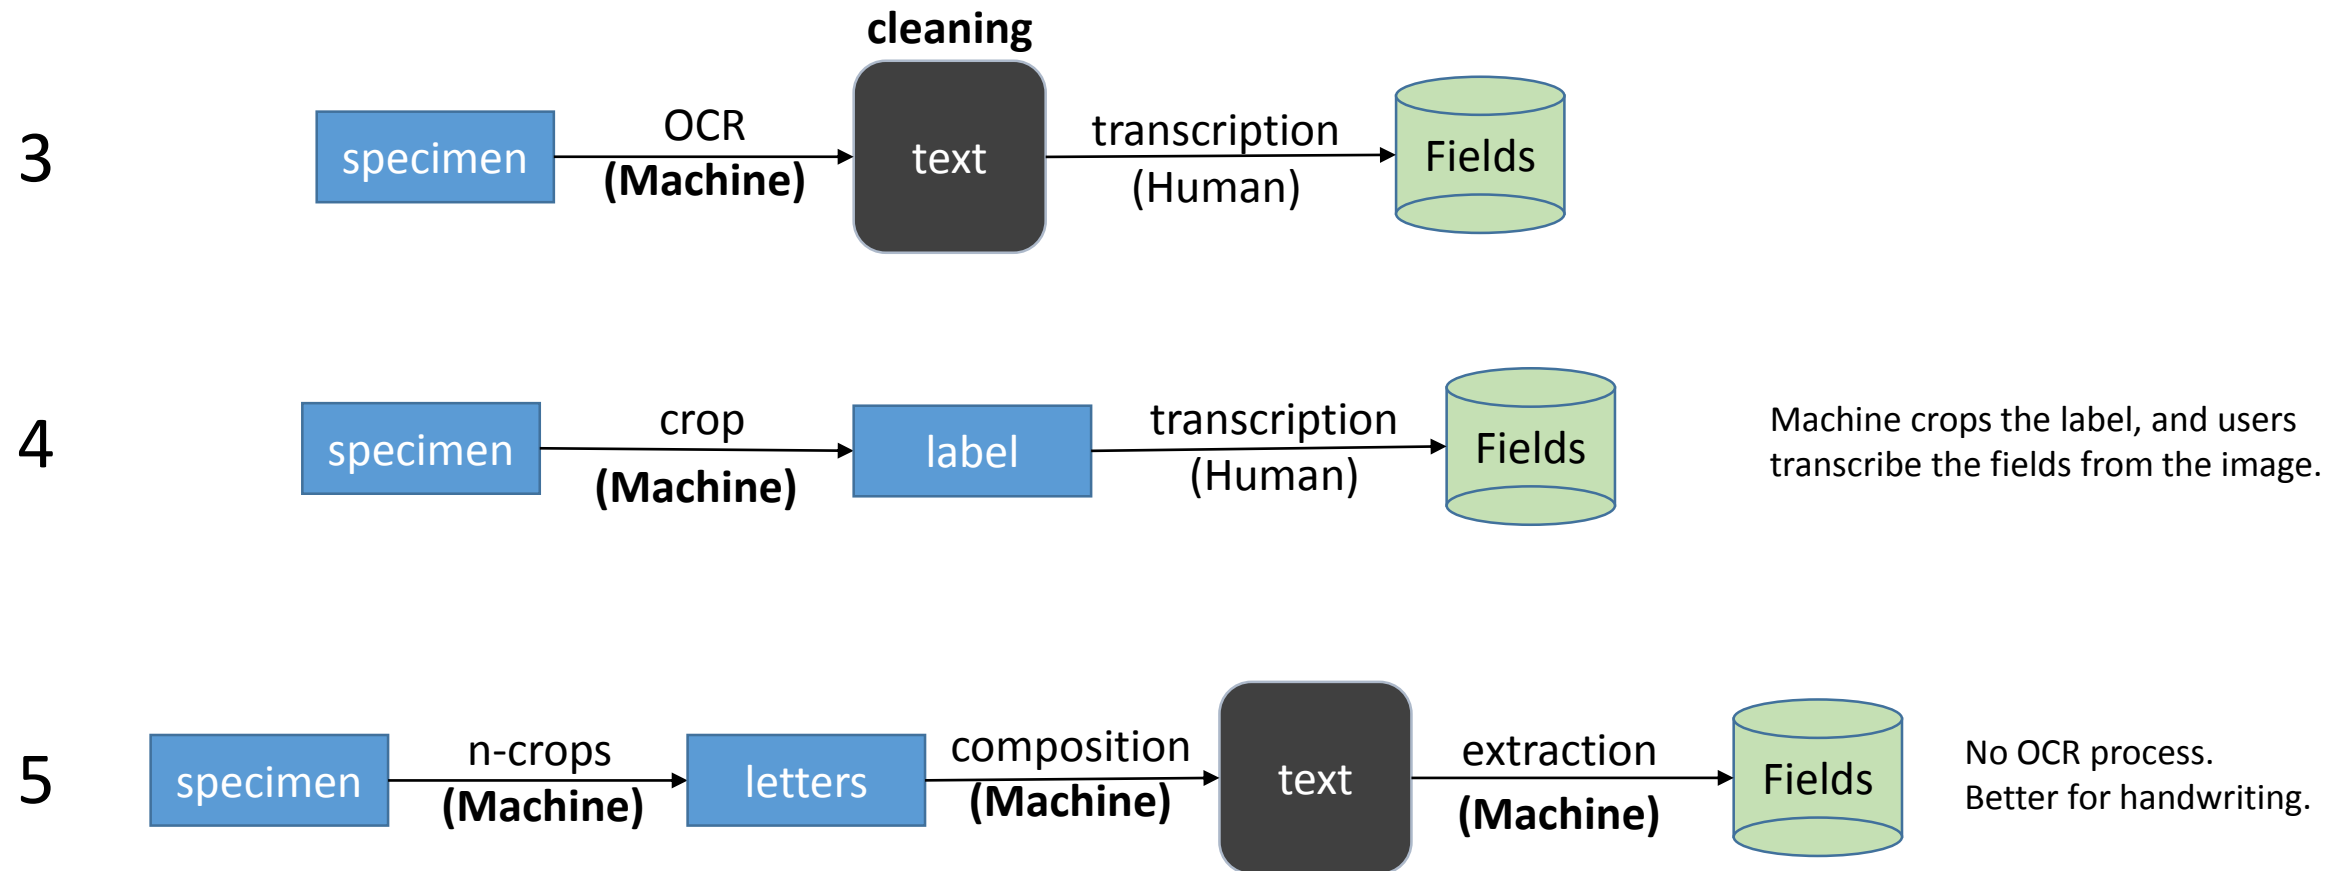 cleaning
3
specimen
OCR
(Machine)
text
transcription
(Human)
Fields
4
specimen
crop
(Machine)
label
transcription
(Human)
Fields
Machine crops the label, and users
transcribe the fields from the image.
5
specimen
n-crops
(Machine)
letters
composition
(Machine)
text
extraction
(Machine)
Fields
No OCR process.
Better for handwriting.